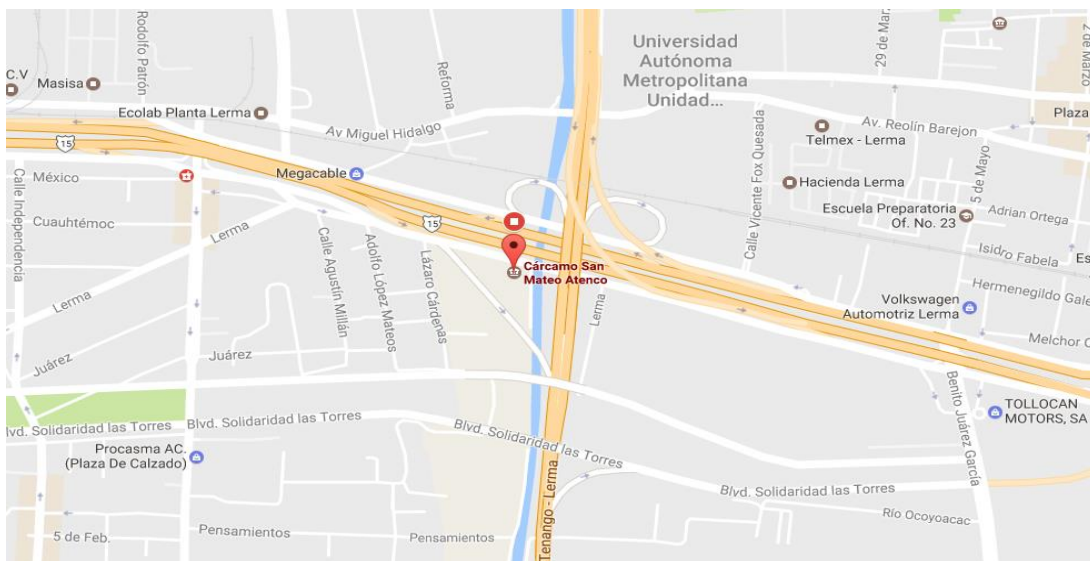 C.V
Masisa
Rodolfo Patrón
Ecolab Planta Lerma
Reforma
Av Miguel Hidalgo
Universidad
Autónoma
Metropolitana
Unidad...
29 de Mar.
2 de Marzo
Plaza
Av. Reolín Barejon
Telmex - Lerma
15
México
Megacable
Calle Independencia
Cuauhtémoc
Lerma
15
Calle Vicente Fox Quesada
Hacienda Lerma
5 de Mayo
Escuela Preparatoria
Of. No. 23
Adrian Ortega
Isidro Fabela
Es
Cárcamo San
Mateo Atenco
Calle Agustín Millán
Adolfo López Mateos
Lázaro Cárdenas
Lerma
Lerma
Hermenegildo Gale
Volkswagen
Automotriz Lerma
Melchor O
Juárez
Juárez
Benito Juárez García
TOLLOCAN
MOTORS, SA
Blvd. Solidaridad las Torres
lvd. Solidaridad las Torres
Blvd. Solidaridad las Torres
Procasma AC.
(Plaza De Calzado)
Tenango - Lerma
Blvd. Solidaridad las Torres
Río Ocoyoacac
5 de Feb.
Pensamientos
Pensamientos